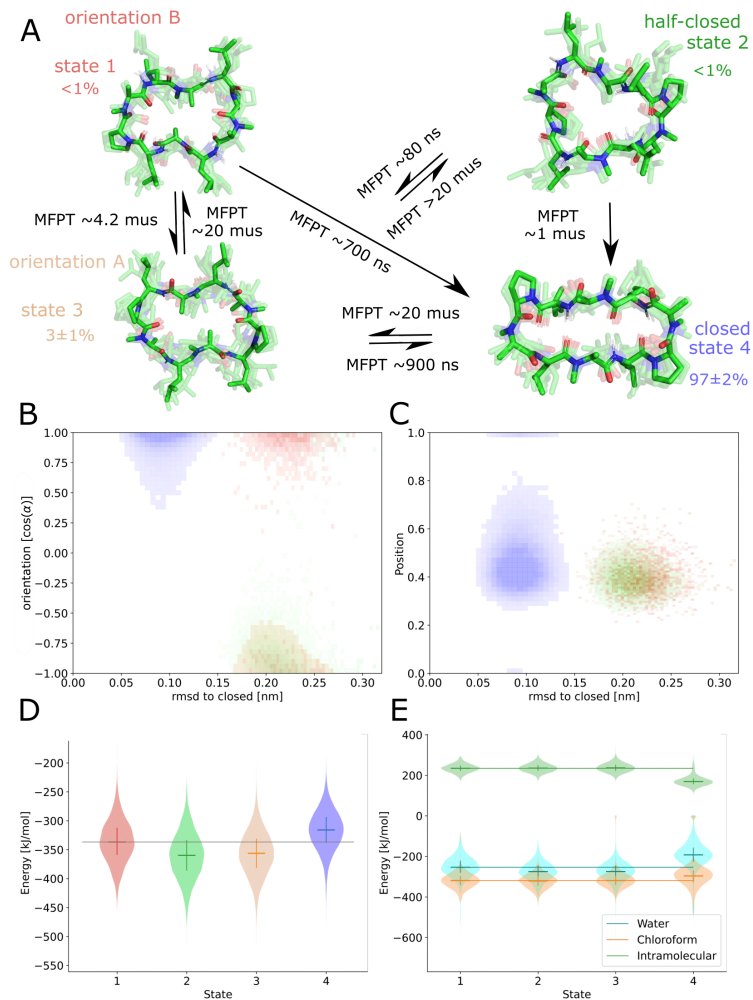 A
orientation B
state 1
<1%
half-closed
state 2
<1%
MFPT ~80 ns
MFPT >20 mus
MFPT ~4.2 mus
MFPT
~20 mus
MFPT ~700 ns
MFPT
~1 mus
orientation A
state 3
3±1%
~20 mus
MFPT ~900 ns
closed
state 4
97±2%
B
1.00
0.75
0.50
0.25
0.00
−0.25
−0.50
−0.75
−1.00
orientation [cos(α)]
0.00 0.05 0.10 0.15 0.20 0.25 0.30
rmsd to closed [nm]
C
1.0
0.8
0.6
0.4
0.2
0.0
Position
0.00 0.05 0.10 0.15 0.20 0.25 0.30
rmsd to closed [nm]
D
−200
−250
−300
−350
−400
−450
−500
−550
Energy [kJ/mol]
1 2 3 4
State
E
400
200
0
−200
−400
−600
Energy [kJ/mol]
Water
Chloroform
Intramolecular
1 2 3 4
State